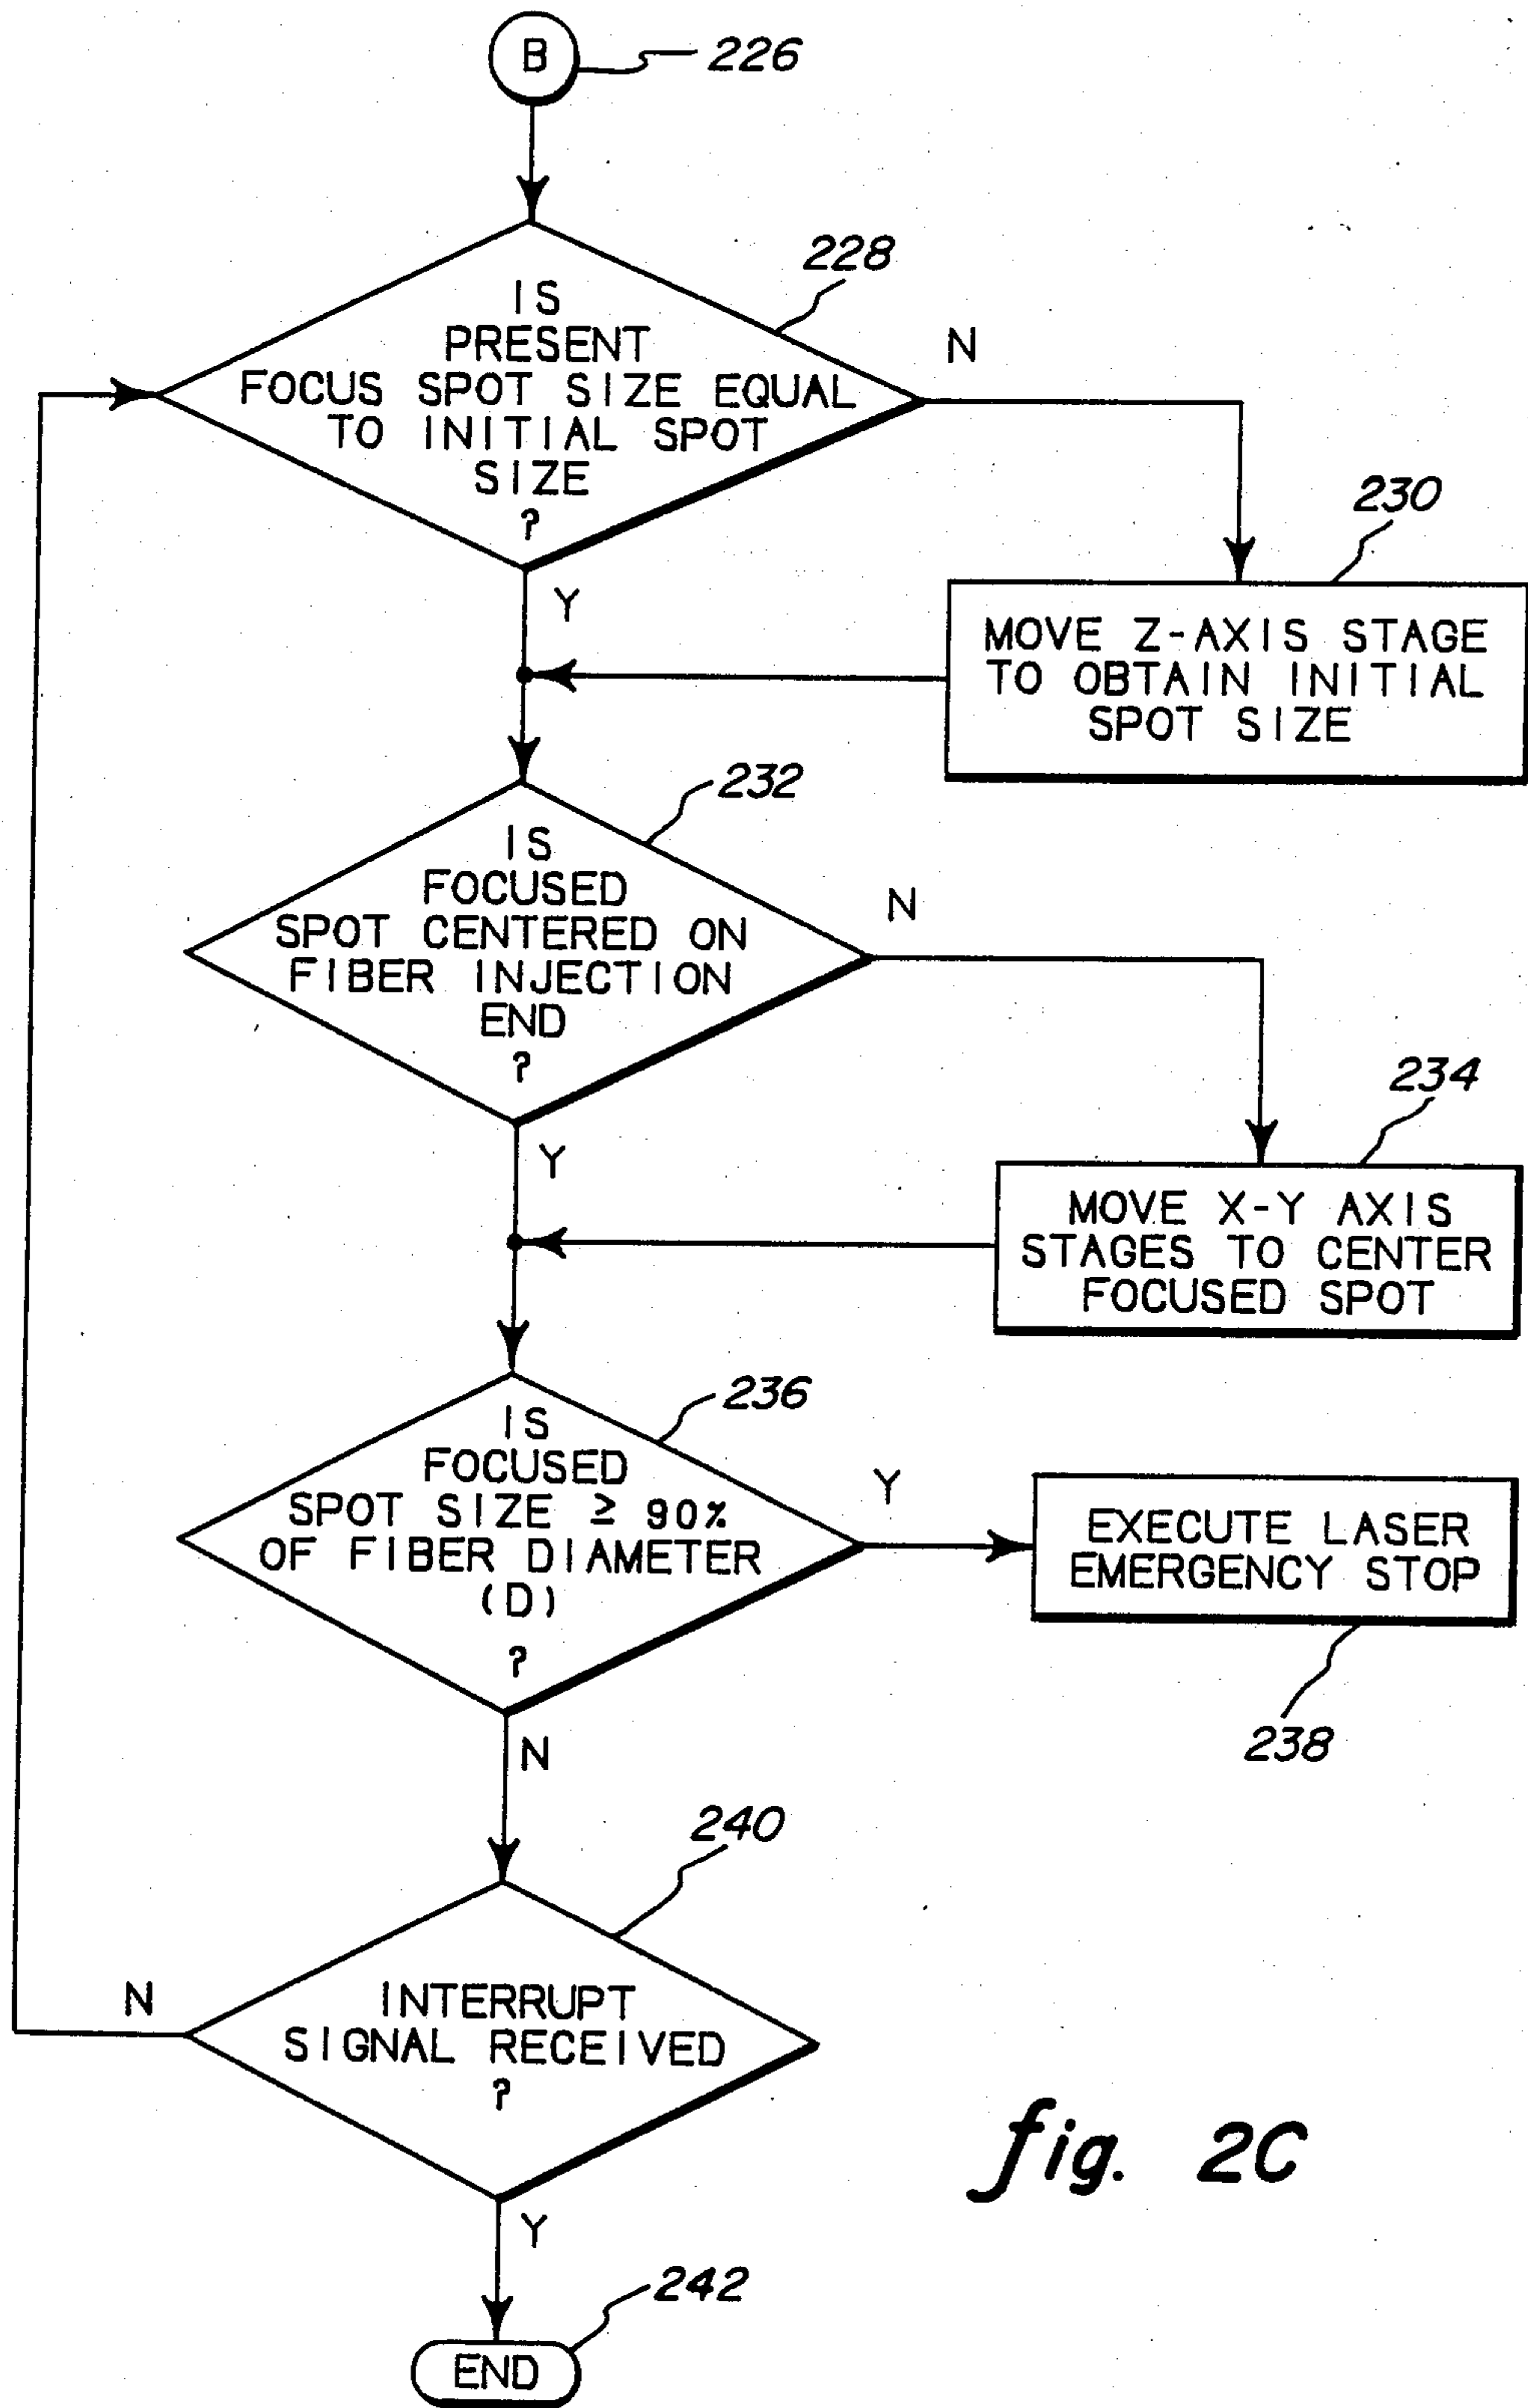 B
226
228
IS
PRESENT
FOCUS SPOT SIZE EQUAL
TO INITIAL SPOT
SIZE
?
N
Y
230
MOVE Z-AXIS STAGE
TO OBTAIN INITIAL
SPOT SIZE
232
IS
FOCUSED
SPOT CENTERED ON
FIBER INJECTION
END
?
N
Y
234
MOVE X-Y AXIS
STAGES TO CENTER
FOCUSED SPOT
236
IS
FOCUSED
SPOT SIZE ≥ 90%
OF FIBER DIAMETER
(D)
?
Y
N
EXECUTE LASER
EMERGENCY STOP
238
240
INTERRUPT
SIGNAL RECEIVED
?
N
Y
242
END
fig. 2C